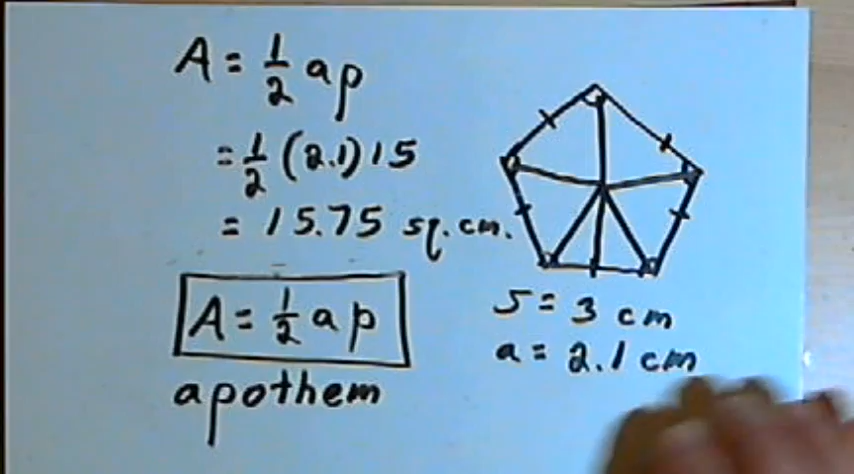 A = 1/2 ap
= 1/2 (2.1) 15
= 15.75 sq. cm.
A = 1/2 ap
apothem
s = 3 cm
a = 2.1 cm